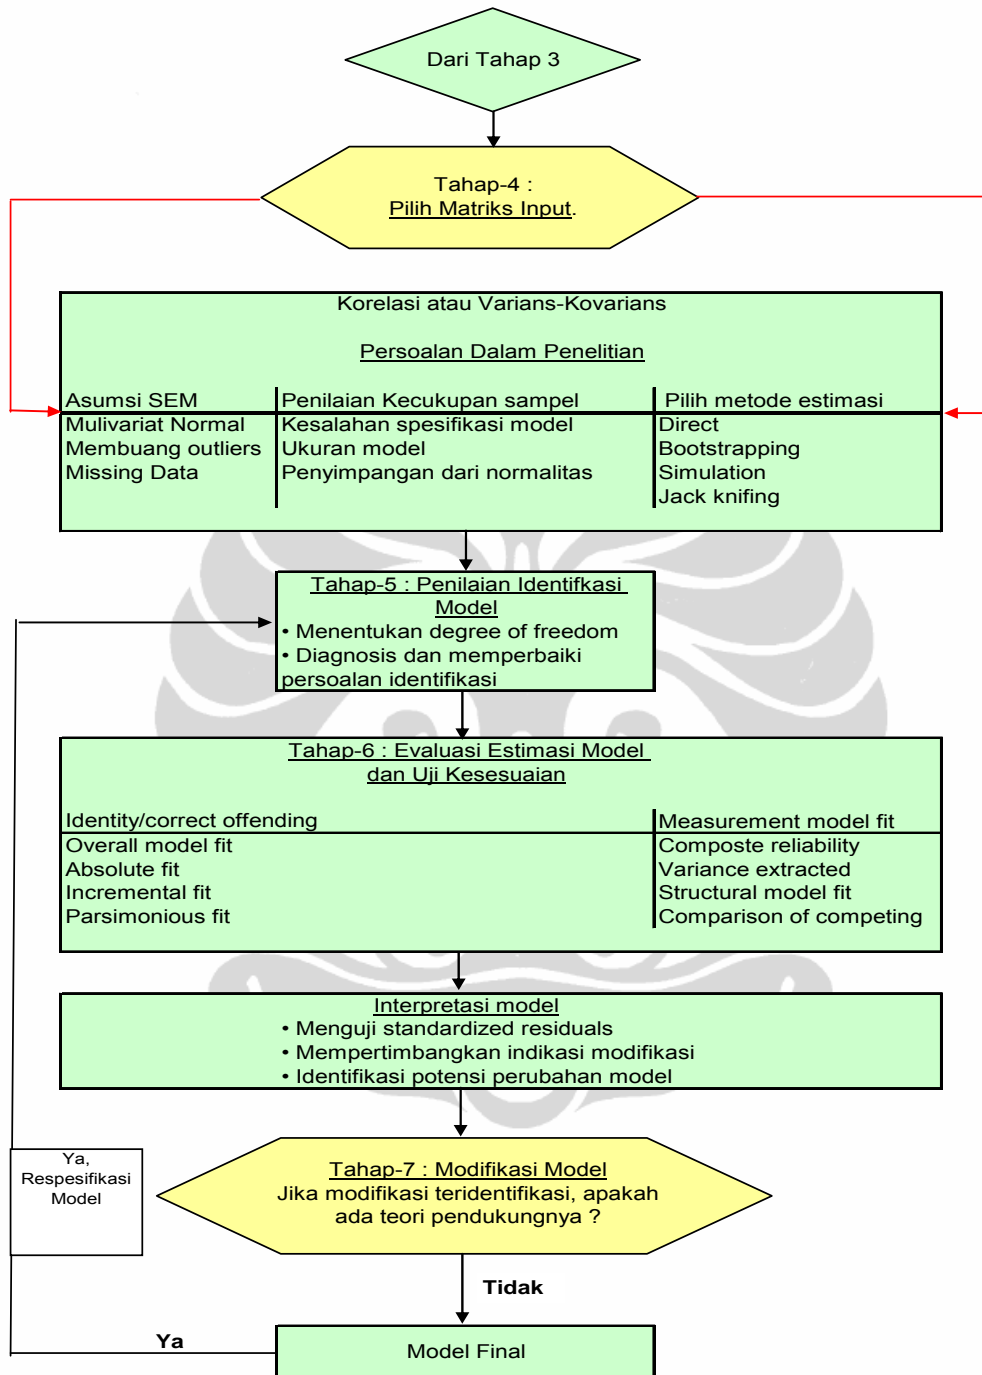 Dari Tahap 3
Tahap-4 :
Pilih Matriks Input.
Korelasi atau Varians-Kovarians
Persoalan Dalam Penelitian
Asumsi SEM
Mulivariat Normal
Membuang outliers
Missing Data
Penilaian Kecukupan sampel
Kesalahan spesifikasi model
Ukuran model
Penyimpangan dari normalitas
Pilih metode estimasi
Direct
Bootstrapping
Simulation
Jack knifing
Tahap-5 : Penilaian Identifkasi
Model
• Menentukan degree of freedom
• Diagnosis dan memperbaiki
persoalan identifikasi
Tahap-6 : Evaluasi Estimasi Model
dan Uji Kesesuaian
Identity/correct offending
Overall model fit
Absolute fit
Incremental fit
Parsimonious fit
Measurement model fit
Composte reliability
Variance extracted
Structural model fit
Comparison of competing
Interpretasi model
• Menguji standardized residuals
• Mempertimbangkan indikasi modifikasi
• Identifikasi potensi perubahan model
Ya,
Respesifikasi
Model
Tahap-7 : Modifikasi Model
Jika modifikasi teridentifikasi, apakah
ada teori pendukungnya ?
Tidak
Ya
Model Final